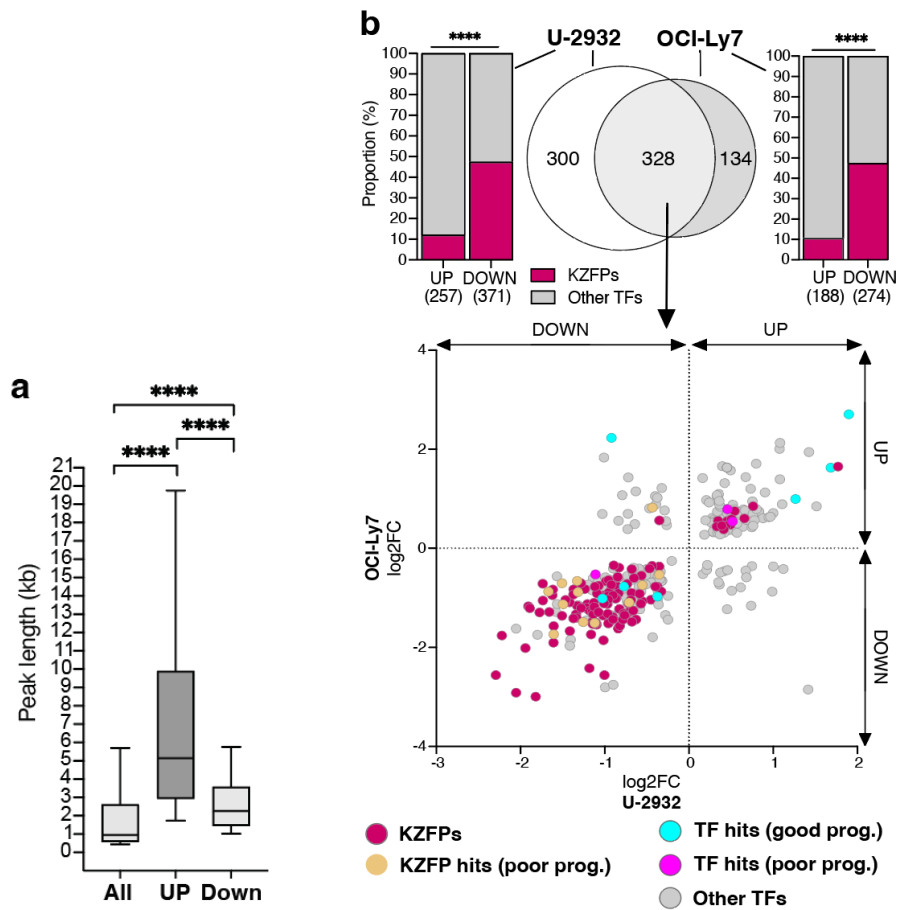 b
U-2932
OCI-Ly7
****
****
Proportion (%)
100
90
80
70
60
50
40
30
20
10
0
UP
DOWN
(257)
(371)
300
328
134
KZFPs
Other TFs
100
90
80
70
60
50
40
30
20
10
0
UP
DOWN
(188)
(274)
DOWN
UP
4
2
0
-2
-4
OCI-Ly7
log2FC
UP
DOWN
-3
-2
-1
0
1
2
log2FC
U-2932
KZFPs
KZFP hits (poor prog.)
TF hits (good prog.)
TF hits (poor prog.)
Other TFs
a
****
****
****
Peak length (kb)
21
20
19
18
17
16
15
14
13
12
11
10
9
8
7
6
5
4
3
2
1
0
All
UP
Down